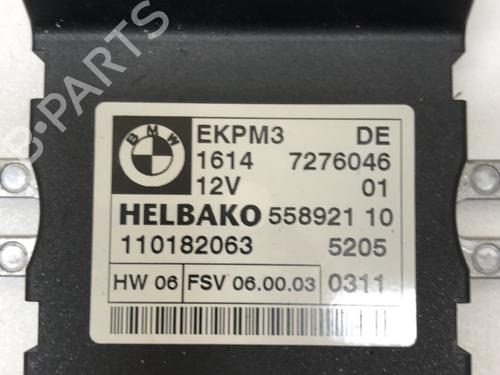 BMW
EKPM3 DE
1614 7276046
12V 01
HELBAKO 558921 10
110182063 5205
HW 06 FSV 06.00.03 0311
B-PARTS